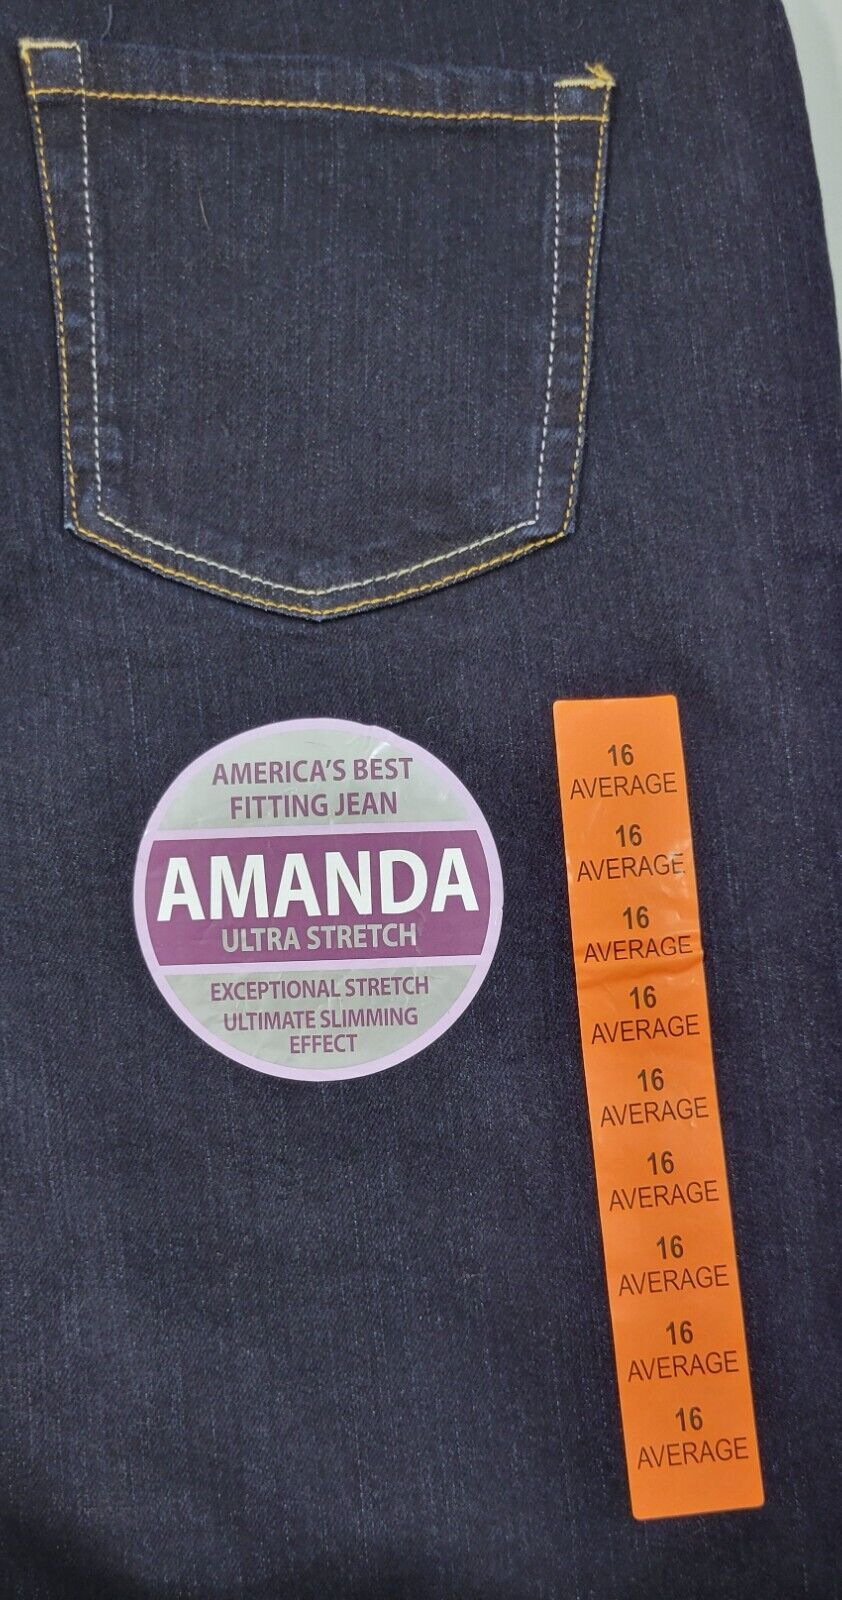 AMERICA'S BEST
FITTING JEAN
AMANDA
ULTRA STRETCH
EXCEPTIONAL STRETCH
ULTIMATE SLIMMING
EFFECT
16
AVERAGE
16
AVERAGE
16
AVERAGE
16
AVERAGE
16
AVERAGE
16
AVERAGE
16
AVERAGE
16
AVERAGE
16
AVERAGE